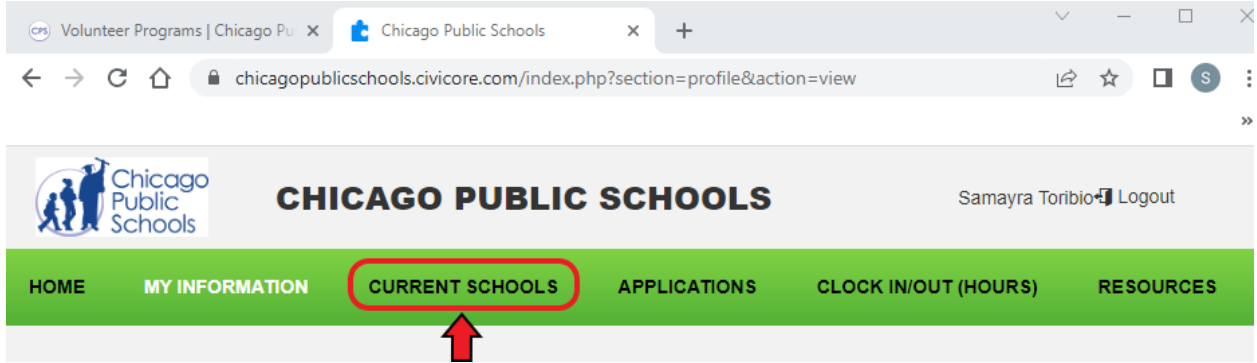 CPS Volunteer Programs | Chicago Pu
Chicago Public Schools
chicagopublicschools.civicore.com/index.php?section=profile&action=view
S
Chicago
Public
Schools
CHICAGO PUBLIC SCHOOLS
Samayra Toribio Logout
HOME MY INFORMATION CURRENT SCHOOLS APPLICATIONS CLOCK IN/OUT (HOURS) RESOURCES